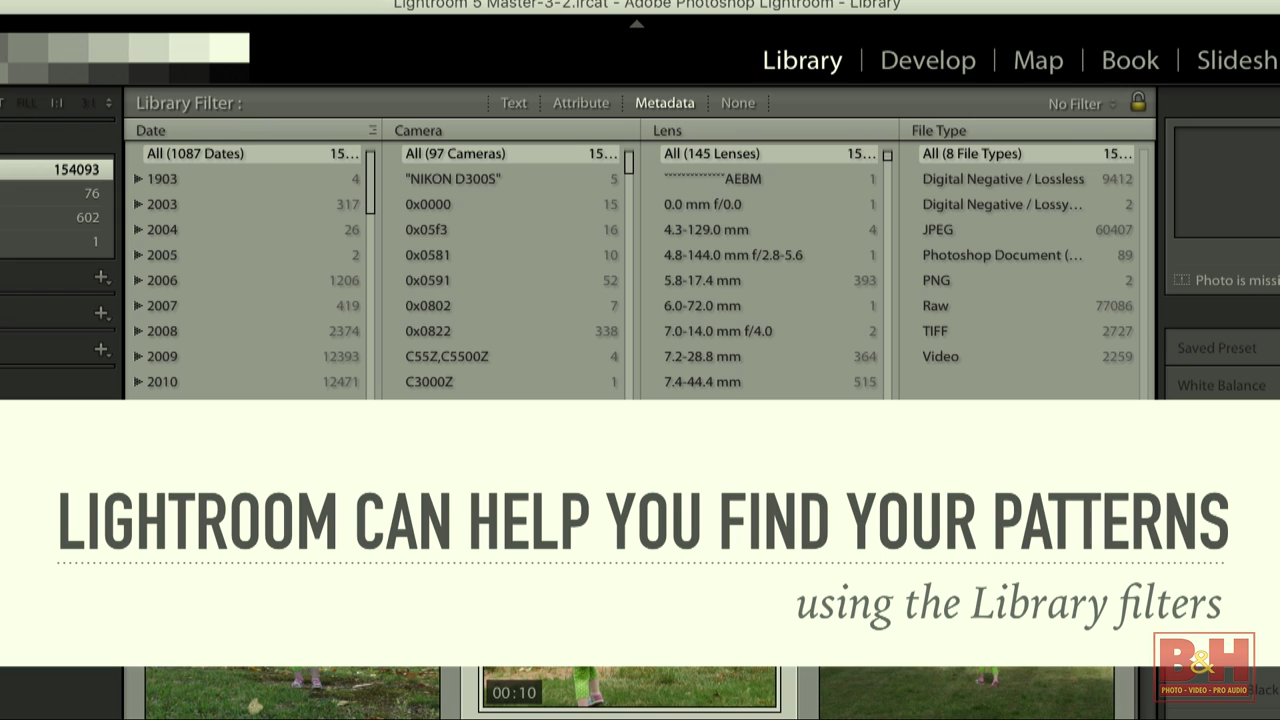 Lightroom 5 Master-3-2.lrcat - Adobe Photoshop Lightroom - Library
Library | Develop | Map | Book | Slidesh
FILL 1:1 3:1
Library Filter : Text Attribute Metadata None No Filter
Date Camera Lens File Type
154093
76
602
1
All (1087 Dates) 15… All (97 Cameras) 15… All (145 Lenses) 15… All (8 File Types) 15…
1903 4 "NIKON D300S" 5 AEBM 1 Digital Negative / Lossless 9412
2003 317 0x0000 15 0.0 mm f/0.0 1 Digital Negative / Lossy… 2
2004 26 0x05f3 16 4.3-129.0 mm 4 JPEG 60407
2005 2 0x0581 10 4.8-144.0 mm f/2.8-5.6 1 Photoshop Document (… 89
2006 1206 0x0591 52 5.8-17.4 mm 393 PNG 2
2007 419 0x0802 7 6.0-72.0 mm 1 Raw 77086
2008 2374 0x0822 338 7.0-14.0 mm f/4.0 2 TIFF 2727
2009 12393 C55Z,C5500Z 4 7.2-28.8 mm 364 Video 2259
2010 12471 C3000Z 1 7.4-44.4 mm 515
Photo is missi
Saved Preset
White Balance
LIGHTROOM CAN HELP YOU FIND YOUR PATTERNS
using the Library filters
00:10
B&H
PHOTO - VIDEO - PRO AUDIO
Black